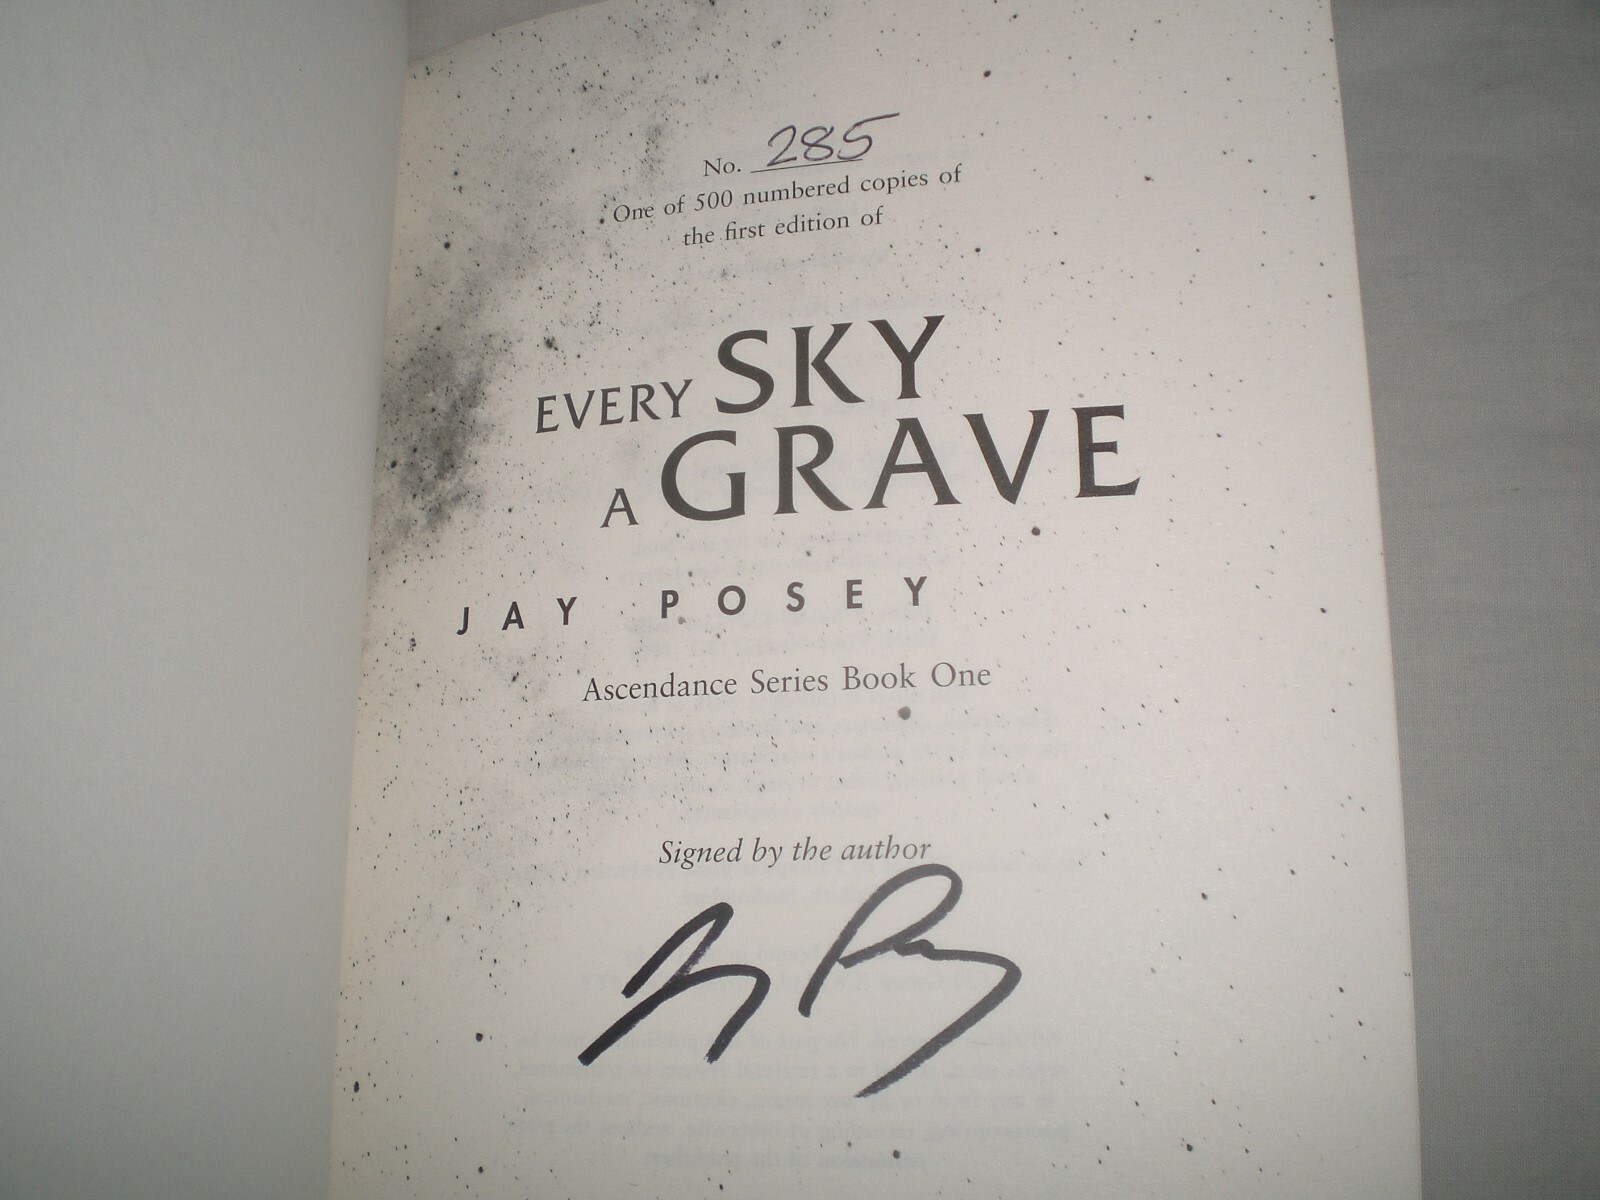 No. 285
One of 500 numbered copies of
the first edition of
EVERY SKY
A GRAVE
JAY POSEY
Ascendance Series Book One
Signed by the author